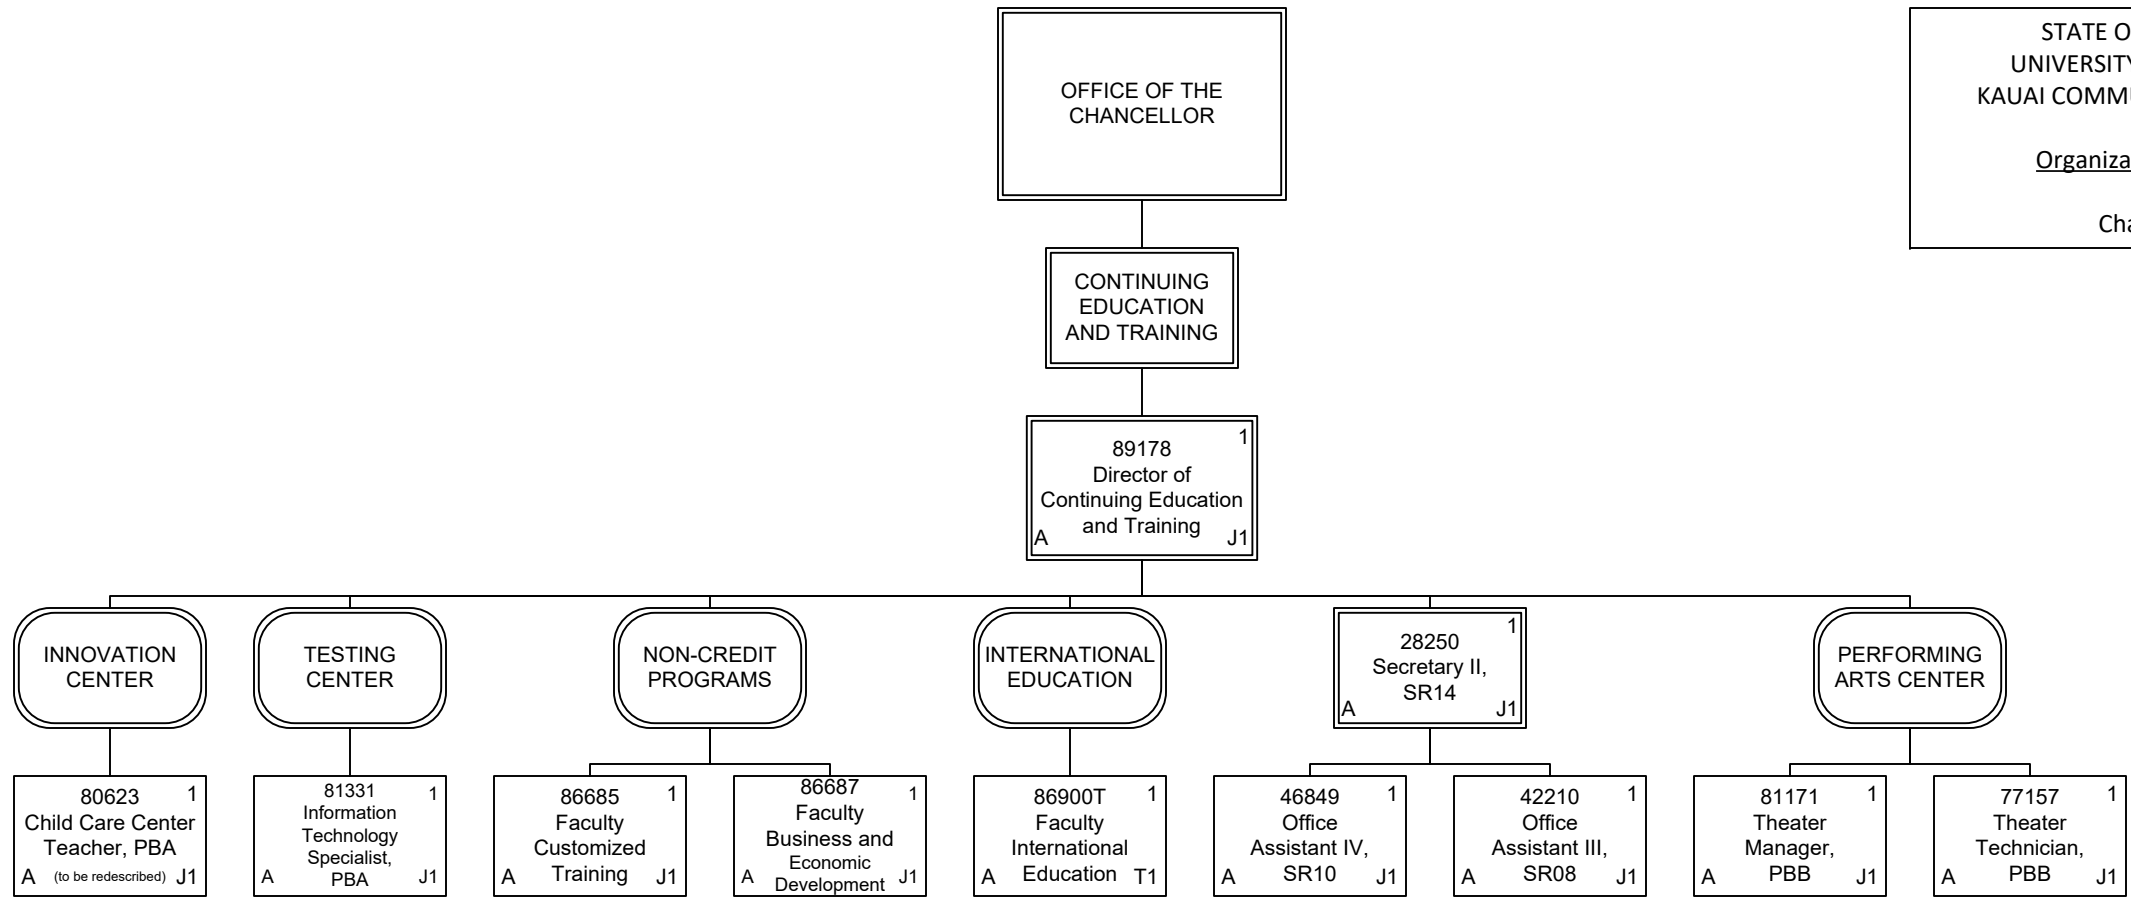 OFFICE OF THE
CHANCELLOR
STATE O
UNIVERSITY
KAUAI COMMU
Organiza
Cha
CONTINUING
EDUCATION
AND TRAINING
1
89178
Director of
Continuing Education
and Training
A J1
INNOVATION
CENTER
TESTING
CENTER
NON-CREDIT
PROGRAMS
INTERNATIONAL
EDUCATION
1
28250
Secretary II,
SR14
A J1
PERFORMING
ARTS CENTER
80623 1
Child Care Center
Teacher, PBA
A (to be redescribed) J1
81331 1
Information
Technology
Specialist,
PBA
A J1
86685 1
Faculty
Customized
Training
A J1
86687 1
Faculty
Business and
Economic
Development
A J1
86900T 1
Faculty
International
Education
A T1
46849 1
Office
Assistant IV,
SR10
A J1
42210 1
Office
Assistant III,
SR08
A J1
81171 1
Theater
Manager,
PBB
A J1
77157 1
Theater
Technician,
PBB
A J1